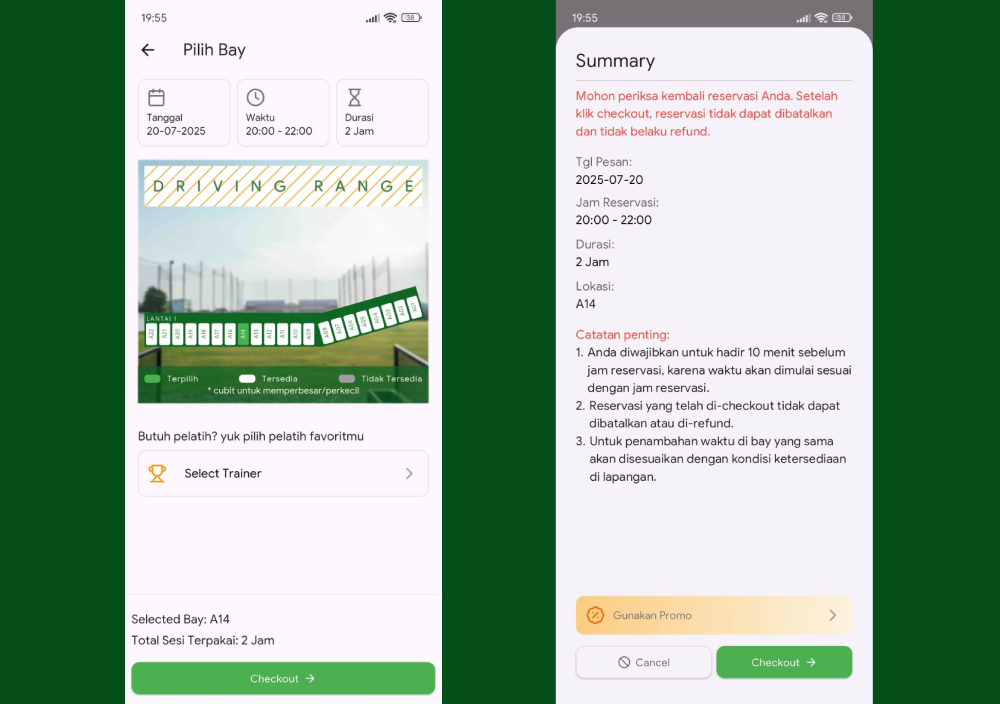 19:55
38
Pilih Bay
Tanggal
20-07-2025
Waktu
20:00 - 22:00
Durasi
2 Jam
DRIVING RANGE
LANTAI 1
A22 A21 A20 A19 A18 A17 A16 A14 A13 A12 A11 A10 A09 A08 A07 A06 A05 A04 A03 A02 A01
Terpilih
Tersedia
Tidak Tersedia
* cubit untuk memperbesar/perkecil
Butuh pelatih? yuk pilih pelatih favoritmu
Select Trainer
Selected Bay: A14
Total Sesi Terpakai: 2 Jam
Checkout →
19:55
38
Summary
Mohon periksa kembali reservasi Anda. Setelah
klik checkout, reservasi tidak dapat dibatalkan
dan tidak belaku refund.
Tgl Pesan:
2025-07-20
Jam Reservasi:
20:00 - 22:00
Durasi:
2 Jam
Lokasi:
A14
Catatan penting:
1. Anda diwajibkan untuk hadir 10 menit sebelum
jam reservasi, karena waktu akan dimulai sesuai
dengan jam reservasi.
2. Reservasi yang telah di-checkout tidak dapat
dibatalkan atau di-refund.
3. Untuk penambahan waktu di bay yang sama
akan disesuaikan dengan kondisi ketersediaan
di lapangan.
Gunakan Promo
Cancel
Checkout →